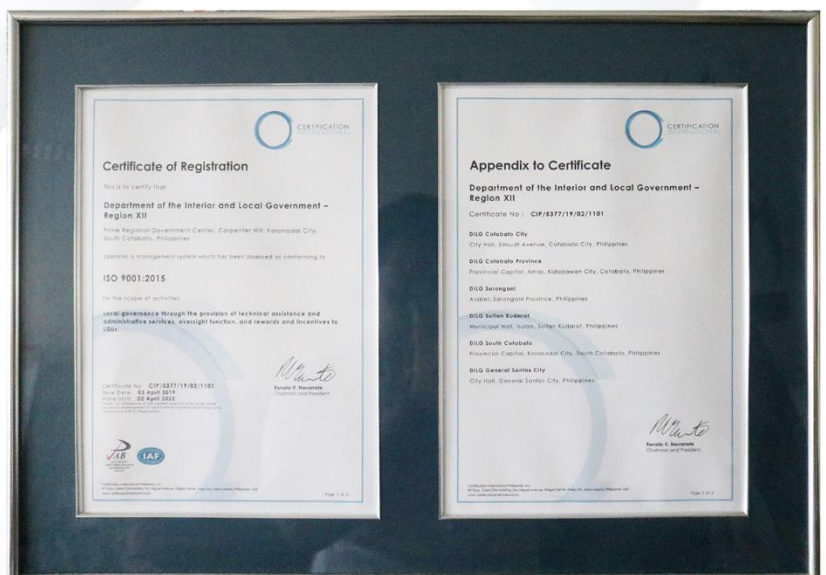 CERTIFICATION
INTERNATIONAL
Certificate of Registration
This is to certify that
Department of the Interior and Local Government –
Region XII
Prime Regional Government Center, Carpenter Hill, Koronadal City,
South Cotabato, Philippines
operates a management system which has been assessed as conforming to
ISO 9001:2015
for the scope of activities
Local governance through the provision of technical assistance and
administrative services, oversight function, and rewards and incentives to
LGUs
Certificate No: CIP/5377/19/02/1101
Issue Date: 03 April 2019
Valid Until: 02 April 2022
Renato V. Navarrete
Chairman and President
JAB
IAF
Certification International Philippines, Inc.
Page 1 of 2
CERTIFICATION
INTERNATIONAL
Appendix to Certificate
Department of the Interior and Local Government –
Region XII
Certificate No : CIP/5377/19/02/1101
DILG Cotabato City
City Hall, Sinsuat Avenue, Cotabato City, Philippines
DILG Cotabato Province
Provincial Capitol, Amas, Kidapawan City, Cotabato, Philippines
DILG Sarangani
Alabel, Sarangani Province, Philippines
DILG Sultan Kudarat
Municipal Hall, Isulan, Sultan Kudarat, Philippines
DILG South Cotabato
Provincial Capitol, Koronadal City, South Cotabato, Philippines
DILG General Santos City
City Hall, General Santos City, Philippines
Renato V. Navarrete
Chairman and President
Certification International Philippines, Inc.